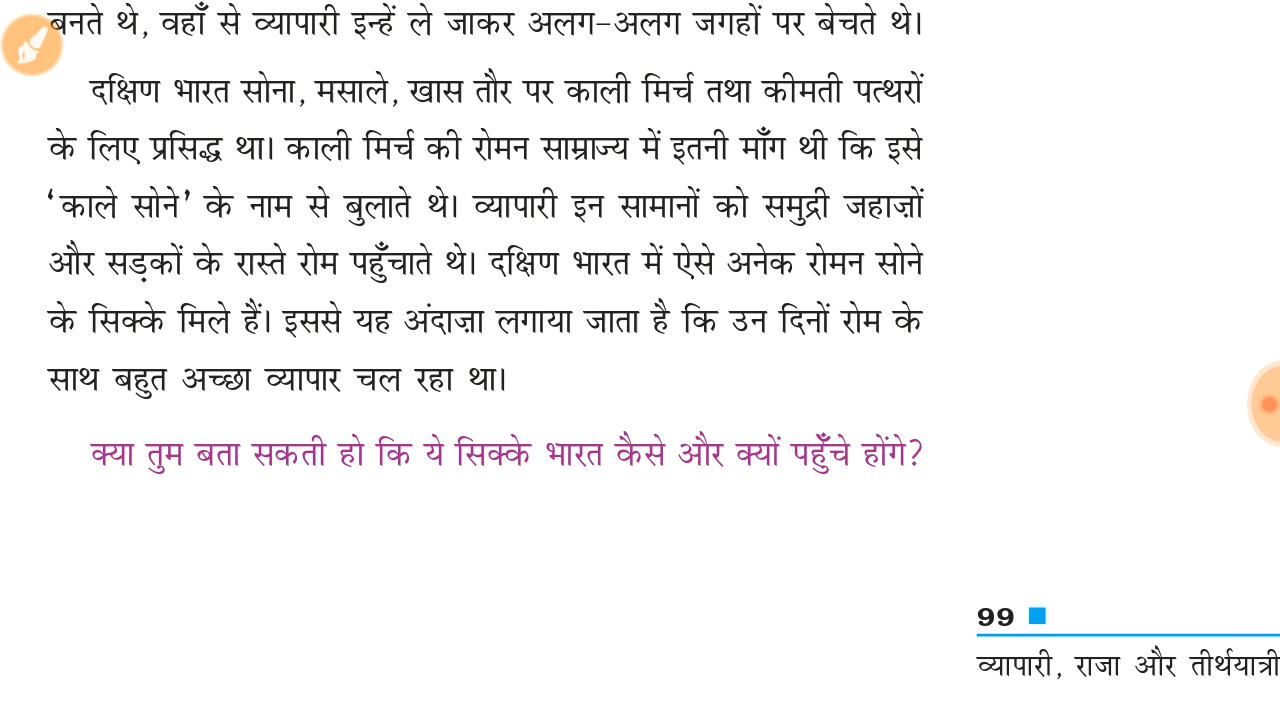 बनते थे, वहाँ से व्यापारी इन्हें ले जाकर अलग-अलग जगहों पर बेचते थे।
दक्षिण भारत सोना, मसाले, खास तौर पर काली मिर्च तथा कीमती पत्थरों
के लिए प्रसिद्ध था। काली मिर्च की रोमन साम्राज्य में इतनी माँग थी कि इसे
‘काले सोने’ के नाम से बुलाते थे। व्यापारी इन सामानों को समुद्री जहाज़ों
और सड़कों के रास्ते रोम पहुँचाते थे। दक्षिण भारत में ऐसे अनेक रोमन सोने
के सिक्के मिले हैं। इससे यह अंदाज़ा लगाया जाता है कि उन दिनों रोम के
साथ बहुत अच्छा व्यापार चल रहा था।
क्या तुम बता सकती हो कि ये सिक्के भारत कैसे और क्यों पहुँचे होंगे?
99
व्यापारी, राजा और तीर्थयात्री